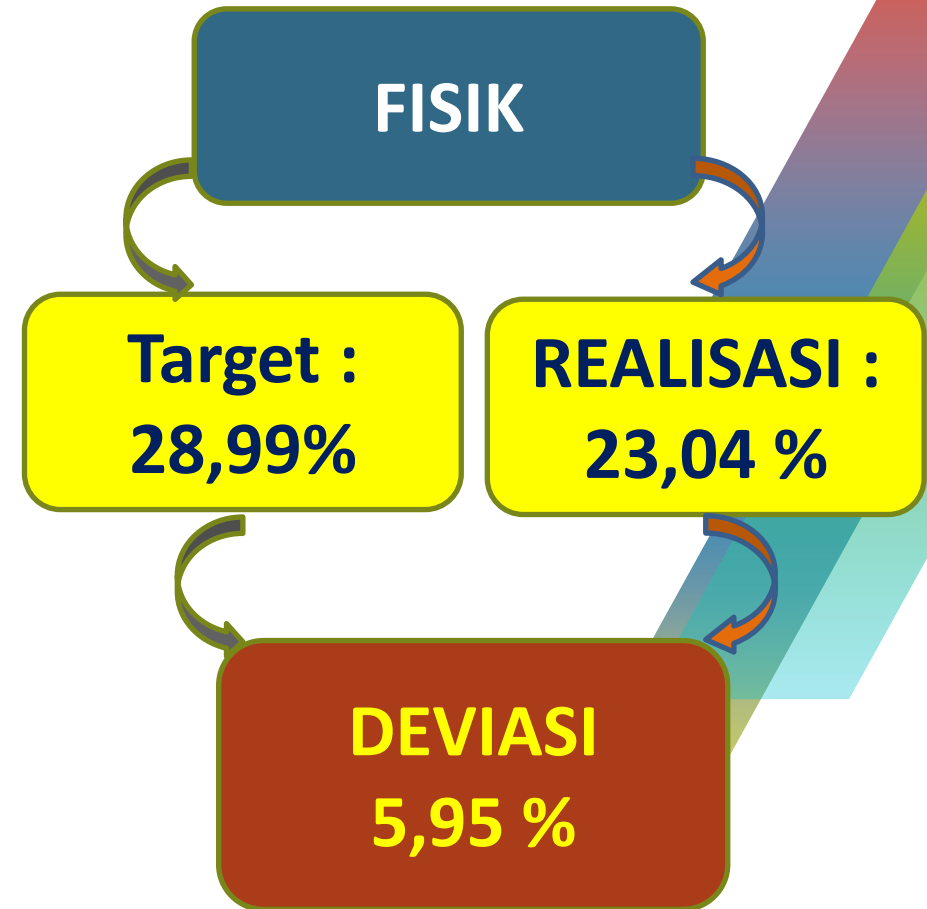 FISIK
Target :
28,99%
REALISASI :
23,04 %
DEVIASI
5,95 %